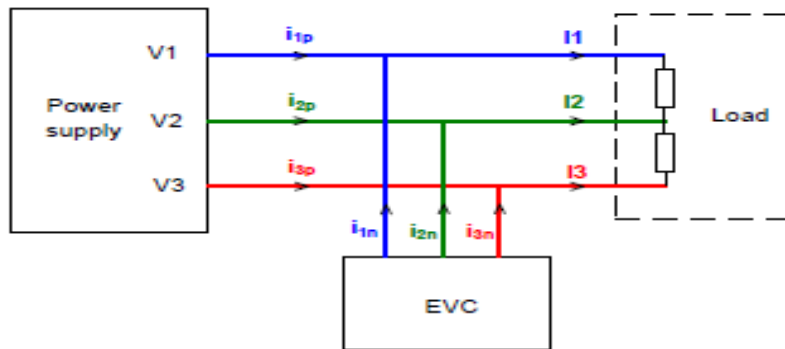 V1
i1p
I1
Power
supply
V2
i2p
I2
Load
V3
i3p
I3
i1n
i2n
i3n
EVC